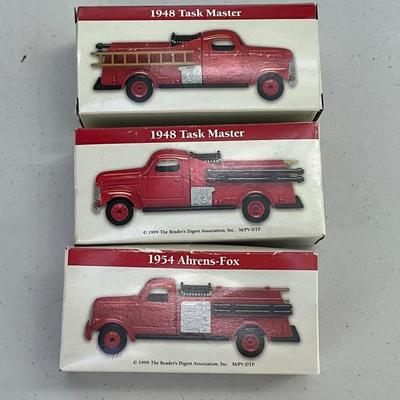 1948 Task Master
1948 Task Master
© 1999 The Reader's Digest Association, Inc. M/PV/DTP
1954 Ahrens-Fox
© 1999 The Reader's Digest Association, Inc. M/PV/DTP